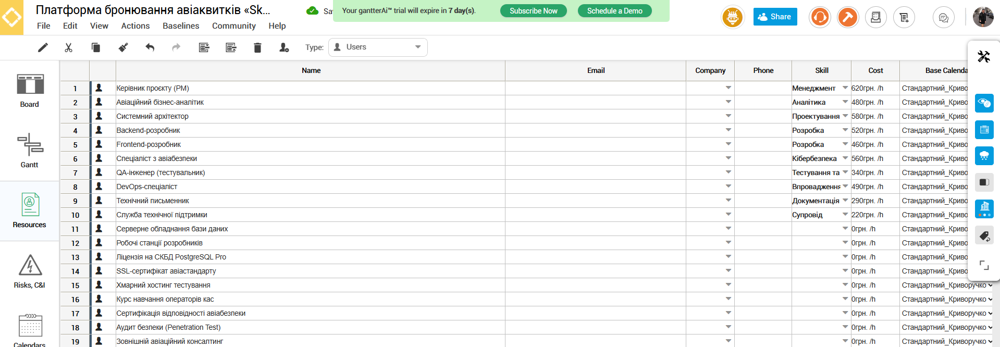 Платформа бронювання авіаквитків «Sk...
Your gantterAi™ trial will expire in 7 day(s).
Subscribe Now
Schedule a Demo
Share
File Edit View Actions Baselines Community Help
Type: Users
Board
Gantt
Resources
Risks, C&I
Calendars
Name Email Company Phone Skill Cost Base Calenda
1 Керівник проєкту (PM) Менеджмент 620грн. /h Стандартний_Криво
2 Авіаційний бізнес-аналітик Аналітика 480грн. /h Стандартний_Криво
3 Системний архітектор Проектування 580грн. /h Стандартний_Криво
4 Backend-розробник Розробка 520грн. /h Стандартний_Криво
5 Frontend-розробник Розробка 460грн. /h Стандартний_Криво
6 Спеціаліст з авіабезпеки Кібербезпека 560грн. /h Стандартний_Криво
7 QA-інженер (тестувальник) Тестування та 340грн. /h Стандартний_Криво
8 DevOps-спеціаліст Впровадження 490грн. /h Стандартний_Криво
9 Технічний письменник Документація 290грн. /h Стандартний_Криво
10 Служба технічної підтримки Супровід 220грн. /h Стандартний_Криво
11 Серверне обладнання бази даних 0грн. /h Стандартний_Криво
12 Робочі станції розробників 0грн. /h Стандартний_Криво
13 Ліцензія на СКБД PostgreSQL Pro 0грн. /h Стандартний_Криво
14 SSL-сертифікат авіастандарту 0грн. /h Стандартний_Криво
15 Хмарний хостинг тестування 0грн. /h Стандартний_Криворучко
16 Курс навчання операторів кас 0грн. /h Стандартний_Криворучко
17 Сертифікація відповідності авіабезпеки 0грн. /h Стандартний_Криворучко
18 Аудит безпеки (Penetration Test) 0грн. /h Стандартний_Криворучко
19 Зовнішній авіаційний консалтинг 0грн. /h Стандартний_Криворучко